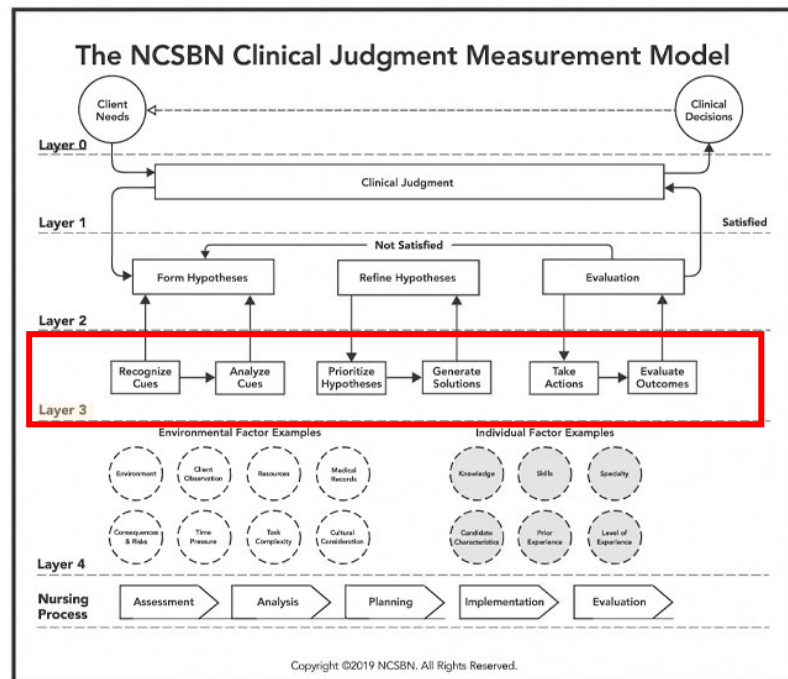 The NCSBN Clinical Judgment Measurement Model
Client
Needs
Clinical
Decisions
Layer 0
Clinical Judgment
Layer 1
Satisfied
Not Satisfied
Form Hypotheses
Refine Hypotheses
Evaluation
Layer 2
Recognize
Cues
Analyze
Cues
Prioritize
Hypotheses
Generate
Solutions
Take
Actions
Evaluate
Outcomes
Layer 3
Environmental Factor Examples
Individual Factor Examples
Environment
Client
Observation
Resources
Medical
Records
Knowledge
Skills
Specialty
Consequences
& Risks
Time
Pressure
Task
Complexity
Cultural
Consideration
Candidate
Characteristics
Prior
Experience
Level of
Experience
Layer 4
Nursing
Process
Assessment
Analysis
Planning
Implementation
Evaluation
Copyright ©2019 NCSBN. All Rights Reserved.